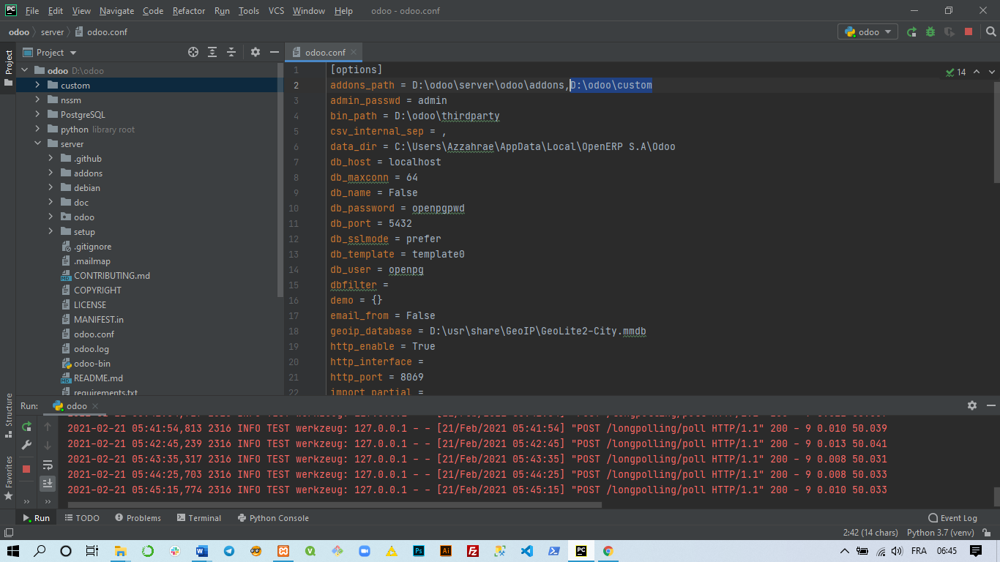 PC File Edit View Navigate Code Refactor Run Tools VCS Window Help odoo - odoo.conf
odoo server odoo.conf odoo
Project odoo.conf
Project
odoo D:\odoo
custom
nssm
PostgreSQL
python library root
server
.github
addons
debian
doc
odoo
setup
.gitignore
.mailmap
MD CONTRIBUTING.md
COPYRIGHT
LICENSE
MANIFEST.in
odoo.conf
odoo.log
odoo-bin
MD README.md
requirements.txt
14
1 [options]
2 addons_path = D:\odoo\server\odoo\addons,D:\odoo\custom
3 admin_passwd = admin
4 bin_path = D:\odoo\thirdparty
5 csv_internal_sep = ,
6 data_dir = C:\Users\Azzahrae\AppData\Local\OpenERP S.A\Odoo
7 db_host = localhost
8 db_maxconn = 64
9 db_name = False
10 db_password = openpgpwd
11 db_port = 5432
12 db_sslmode = prefer
13 db_template = template0
14 db_user = openpg
15 dbfilter =
16 demo = {}
17 email_from = False
18 geoip_database = D:\usr\share\GeoIP\GeoLite2-City.mmdb
19 http_enable = True
20 http_interface =
21 http_port = 8069
22 import_partial =
Structure
Favorites
Run: odoo
2021-02-21 05:41:54,813 2316 INFO TEST werkzeug: 127.0.0.1 - - [21/Feb/2021 05:41:54] "POST /longpolling/poll HTTP/1.1" 200 - 9 0.010 50.039
2021-02-21 05:42:45,239 2316 INFO TEST werkzeug: 127.0.0.1 - - [21/Feb/2021 05:42:45] "POST /longpolling/poll HTTP/1.1" 200 - 9 0.013 50.041
2021-02-21 05:43:35,317 2316 INFO TEST werkzeug: 127.0.0.1 - - [21/Feb/2021 05:43:35] "POST /longpolling/poll HTTP/1.1" 200 - 9 0.008 50.031
2021-02-21 05:44:25,703 2316 INFO TEST werkzeug: 127.0.0.1 - - [21/Feb/2021 05:44:25] "POST /longpolling/poll HTTP/1.1" 200 - 9 0.008 50.033
2021-02-21 05:45:15,774 2316 INFO TEST werkzeug: 127.0.0.1 - - [21/Feb/2021 05:45:15] "POST /longpolling/poll HTTP/1.1" 200 - 9 0.010 50.033
Run TODO Problems Terminal Python Console Event Log
2:42 (14 chars) Python 3.7 (venv)
W Ps Ai Fz PC FRA 06:45